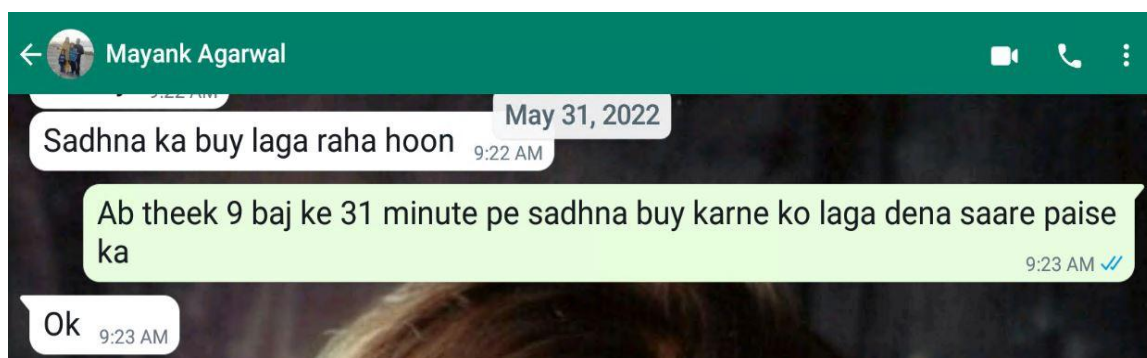 Mayank Agarwal
May 31, 2022
Sadhna ka buy laga raha hoon 9:22 AM
Ab theek 9 baj ke 31 minute pe sadhna buy karne ko laga dena saare paise
ka
9:23 AM
Ok 9:23 AM